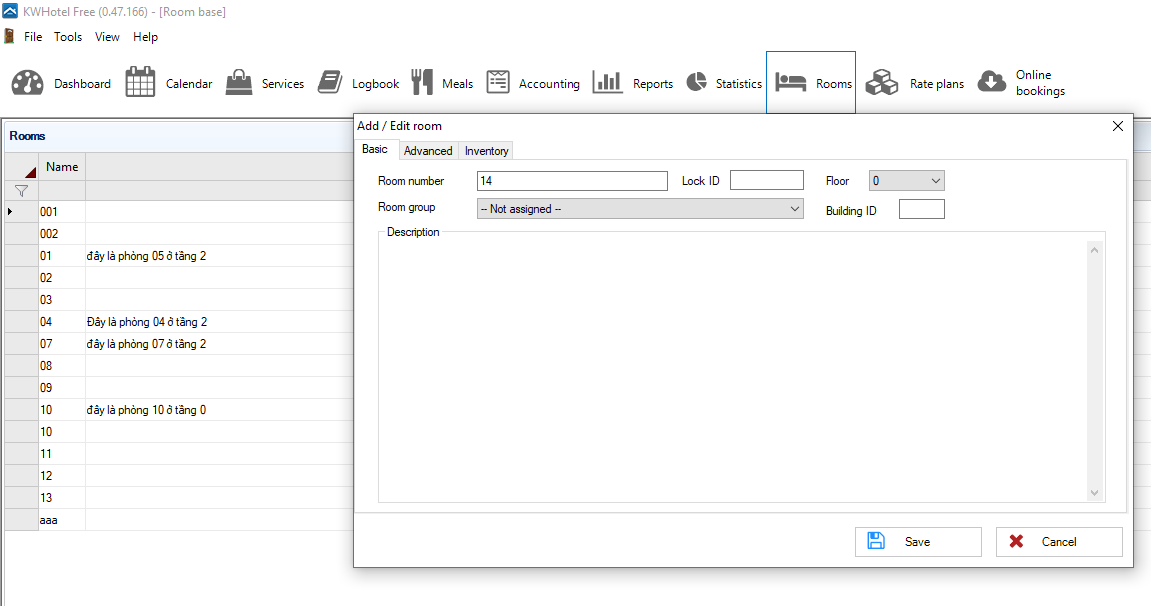 KWHotel Free (0.47.166) - [Room base]
File Tools View Help
Dashboard Calendar Services Logbook Meals Accounting Reports Statistics Rooms Rate plans Online bookings
Rooms
Name
001
002
01 đây là phòng 05 ở tầng 2
02
03
04 Đây là phòng 04 ở tầng 2
07 đây là phòng 07 ở tầng 2
08
09
10 đây là phòng 10 ở tầng 0
10
11
12
13
aaa
Add / Edit room
Basic Advanced Inventory
Room number 14 Lock ID Floor 0
Room group -- Not assigned -- Building ID
Description
Save Cancel